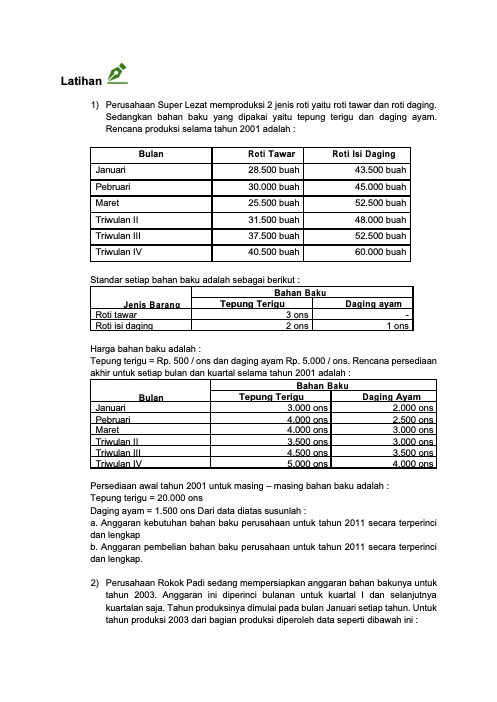 Latihan
1) Perusahaan Super Lezat memproduksi 2 jenis roti yaitu roti tawar dan roti daging.
Sedangkan bahan baku yang dipakai yaitu tepung terigu dan daging ayam.
Rencana produksi selama tahun 2001 adalah :
Bulan Roti Tawar Roti Isi Daging
Januari 28.500 buah 43.500 buah
Pebruari 30.000 buah 45.000 buah
Maret 25.500 buah 52.500 buah
Triwulan II 31.500 buah 48.000 buah
Triwulan III 37.500 buah 52.500 buah
Triwulan IV 40.500 buah 60.000 buah
Standar setiap bahan baku adalah sebagai berikut :
Bahan Baku
Jenis Barang Tepung Terigu Daging ayam
Roti tawar 3 ons -
Roti isi daging 2 ons 1 ons
Harga bahan baku adalah :
Tepung terigu = Rp. 500 / ons dan daging ayam Rp. 5.000 / ons. Rencana persediaan
akhir untuk setiap bulan dan kuartal selama tahun 2001 adalah :
Bahan Baku
Bulan Tepung Terigu Daging Ayam
Januari 3.000 ons 2.000 ons
Pebruari 4.000 ons 2.500 ons
Maret 4.000 ons 3.000 ons
Triwulan II 3.500 ons 3.000 ons
Triwulan III 4.500 ons 3.500 ons
Triwulan IV 5.000 ons 4.000 ons
Persediaan awal tahun 2001 untuk masing – masing bahan baku adalah :
Tepung terigu = 20.000 ons
Daging ayam = 1.500 ons Dari data diatas susunlah :
a. Anggaran kebutuhan bahan baku perusahaan untuk tahun 2011 secara terperinci
dan lengkap
b. Anggaran pembelian bahan baku perusahaan untuk tahun 2011 secara terperinci
dan lengkap.
2) Perusahaan Rokok Padi sedang mempersiapkan anggaran bahan bakunya untuk
tahun 2003. Anggaran ini diperinci bulanan untuk kuartal I dan selanjutnya
kuartalan saja. Tahun produksinya dimulai pada bulan Januari setiap tahun. Untuk
tahun produksi 2003 dari bagian produksi diperoleh data seperti dibawah ini :